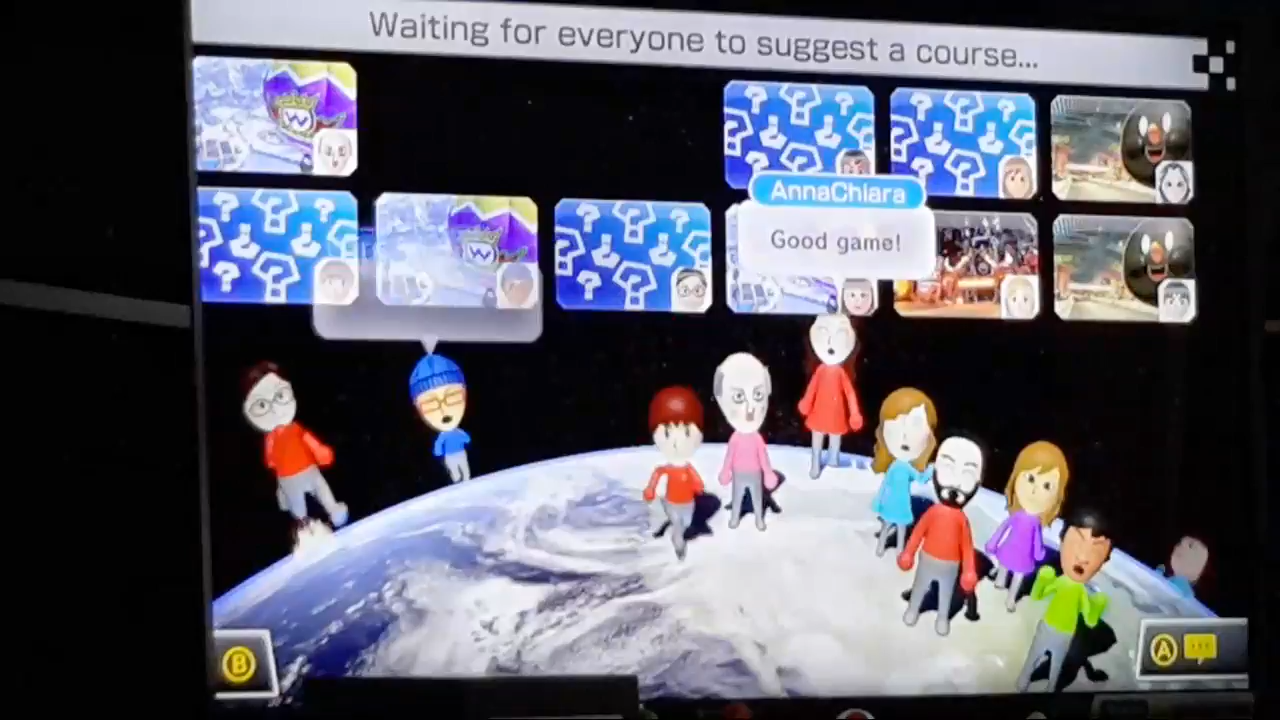 Waiting for everyone to suggest a course...
W
AnnaChiara
W
Good game!
B
A